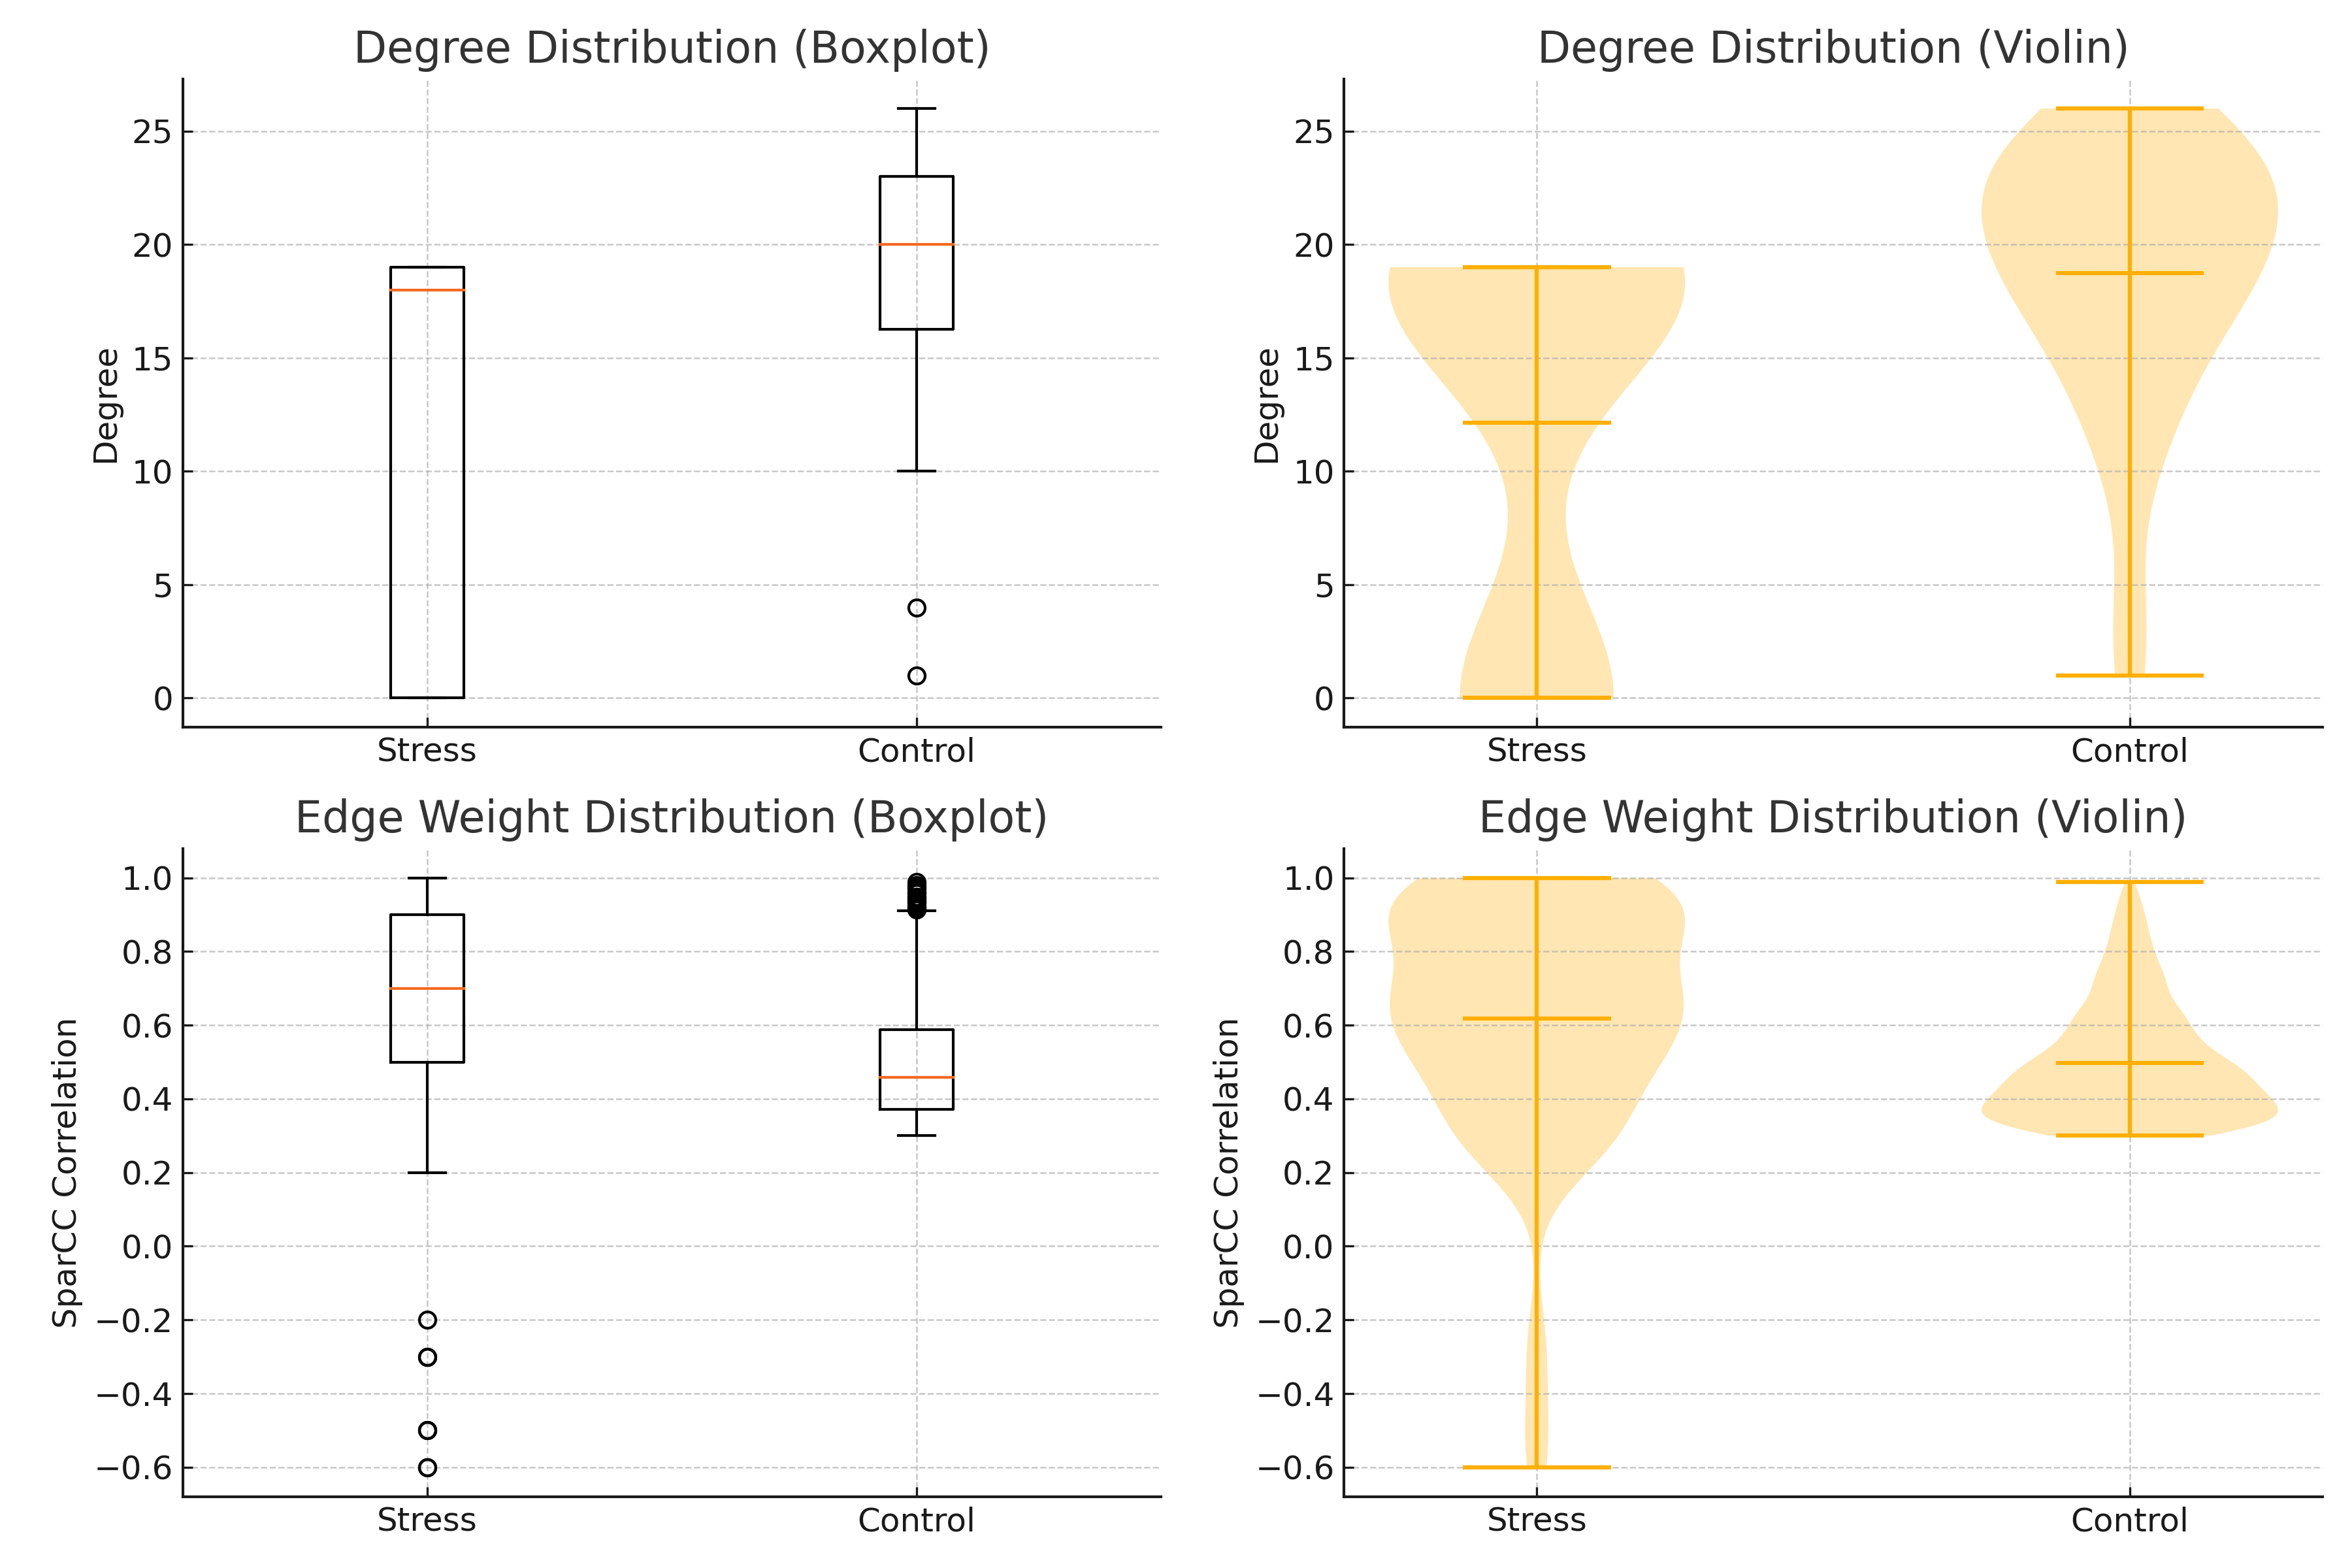 Degree Distribution (Boxplot)
Degree
25
20
15
10
5
0
Stress
Control
Degree Distribution (Violin)
Degree
25
20
15
10
5
0
Stress
Control
Edge Weight Distribution (Boxplot)
SparCC Correlation
1.0
0.8
0.6
0.4
0.2
0.0
−0.2
−0.4
−0.6
Stress
Control
Edge Weight Distribution (Violin)
SparCC Correlation
1.0
0.8
0.6
0.4
0.2
0.0
−0.2
−0.4
−0.6
Stress
Control